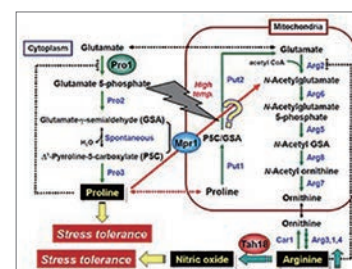 Mitochondria
Cytoplasm
Glutamate
Glutamate
Pro1
acetyl CoA
Arg2
High
temp.
Put2
Glutamate 5-phosphate
N-Acetylglutamate
Pro2
Arg6
N-Acetylglutamate
5-phosphate
?
Glutamate-γ-semialdehyde (GSA)
Arg5
Spontaneous
H₂O
Mpr1
P5C/GSA
N-Acetyl GSA
Arg8
Δ¹-Pyrroline-5-carboxylate (P5C)
N-Acetyl ornithine
Pro3
Put1
Arg7
Proline
Proline
Ornithine
Ornithine
Stress tolerance
Car1
Arg3,1,4
Tah18
Stress tolerance
Nitric oxide
Arginine